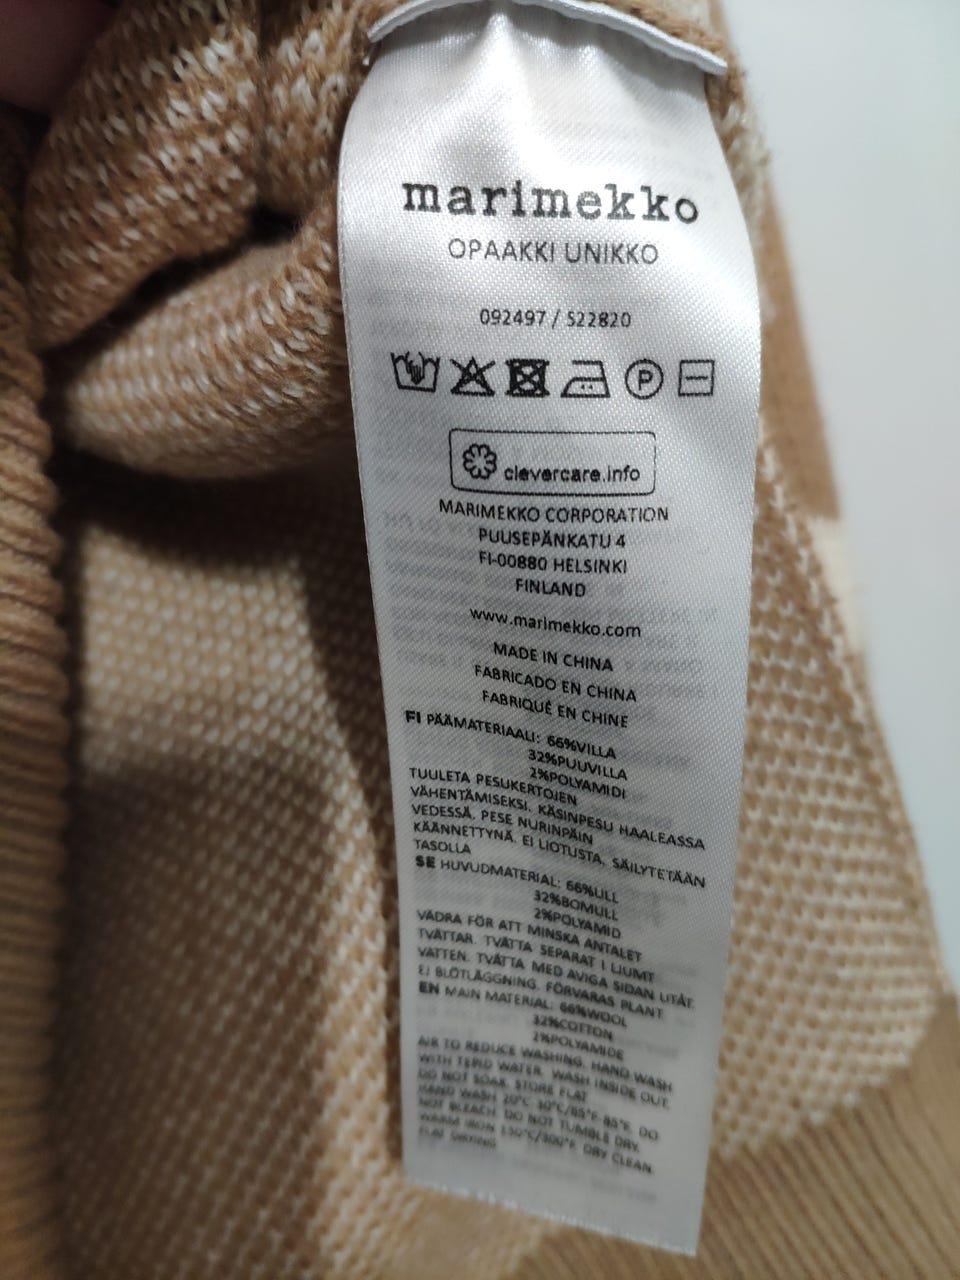 marimekko
OPAAKKI UNIKKO
092497 / 522820
P
clevercare.info
MARIMEKKO CORPORATION
PUUSEPÄNKATU 4
FI-00880 HELSINKI
FINLAND
www.marimekko.com
MADE IN CHINA
FABRICADO EN CHINA
FABRIQUÉ EN CHINE
FI PÄÄMATERIAALI: 66%VILLA
32%PUUVILLA
2%POLYAMIDI
TUULETA PESUKERTOJEN
VÄHENTÄMISEKSI. KÄSINPESU HAALEASSA
VEDESSÄ. PESE NURINPÄIN
KÄÄNNETTYNÄ. EI LIOTUSTA. SÄILYTETÄÄN
TASOLLA
SE HUVUDMATERIAL: 66%ULL
32%BOMULL
2%POLYAMID
VÄDRA FÖR ATT MINSKA ANTALET
TVÄTTAR. TVÄTTA SEPARAT I LJUMT
VATTEN. TVÄTTA MED AVIGA SIDAN UTÅT.
EJ BLÖTLÄGGNING. FÖRVARAS PLANT
EN MAIN MATERIAL: 66%WOOL
32%COTTON
2%POLYAMIDE
AIR TO REDUCE WASHING. HAND WASH
WITH TEPID WATER. WASH INSIDE OUT.
DO NOT SOAK. STORE FLAT
HAND WASH DO
NOT BLEACH. DO NOT TUMBLE DRY.
WARM IRON 150°C/300°F. DRY CLEAN.
FLAT DRYING